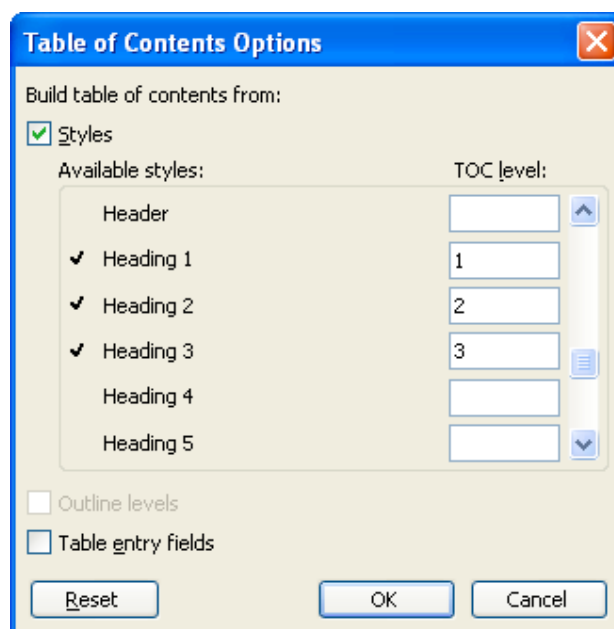 Table of Contents Options
Build table of contents from:
Styles
Available styles: TOC level:
Header
Heading 1 1
Heading 2 2
Heading 3 3
Heading 4
Heading 5
Outline levels
Table entry fields
Reset OK Cancel